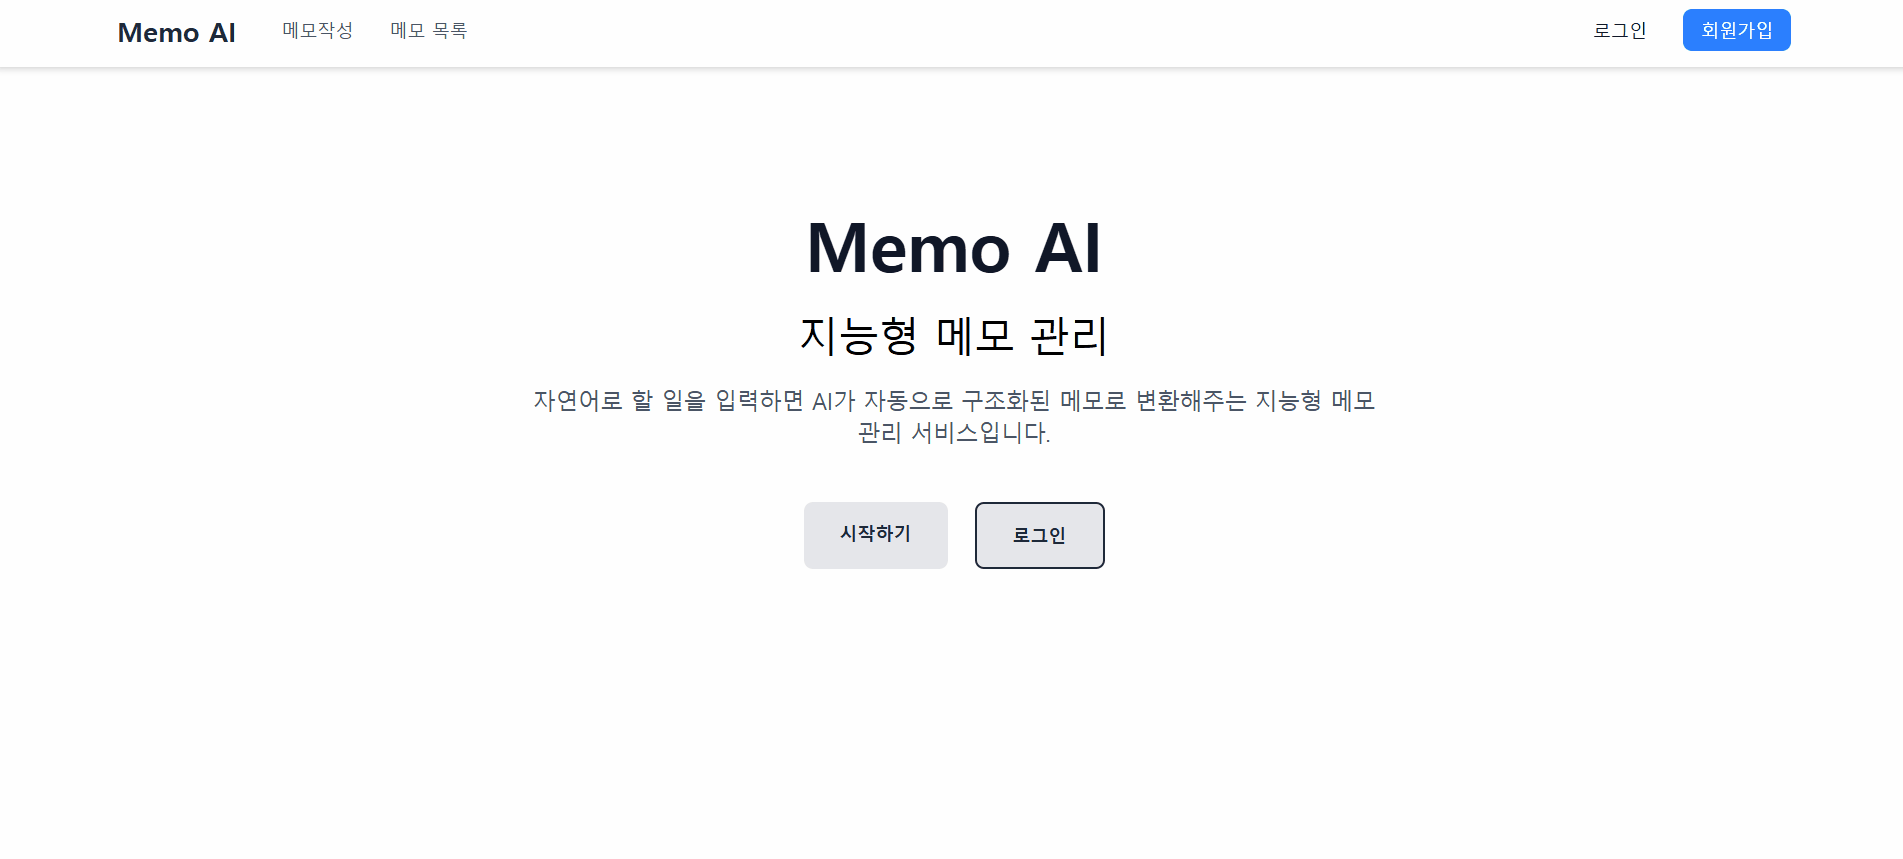 Memo AI 메모작성 메모 목록 로그인 회원가입
Memo AI
지능형 메모 관리
자연어로 할 일을 입력하면 AI가 자동으로 구조화된 메모로 변환해주는 지능형 메모
관리 서비스입니다.
시작하기 로그인